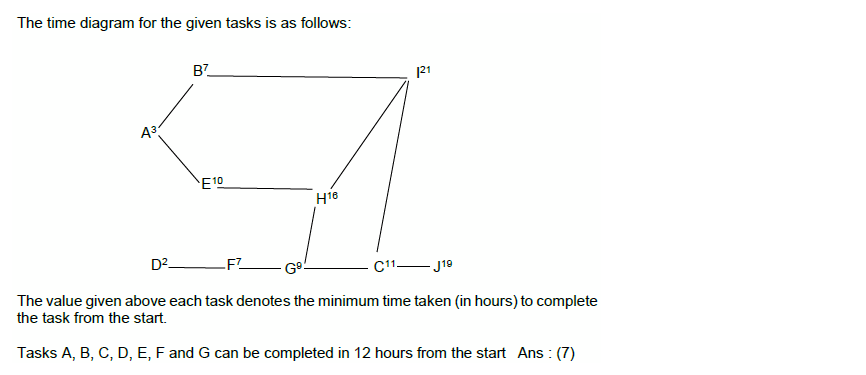 The time diagram for the given tasks is as follows:
B⁷ I²¹
A³
E¹⁰
H¹⁶
D² F⁷ G⁹ C¹¹ J¹⁹
The value given above each task denotes the minimum time taken (in hours) to complete
the task from the start.
Tasks A, B, C, D, E, F and G can be completed in 12 hours from the start Ans : (7)